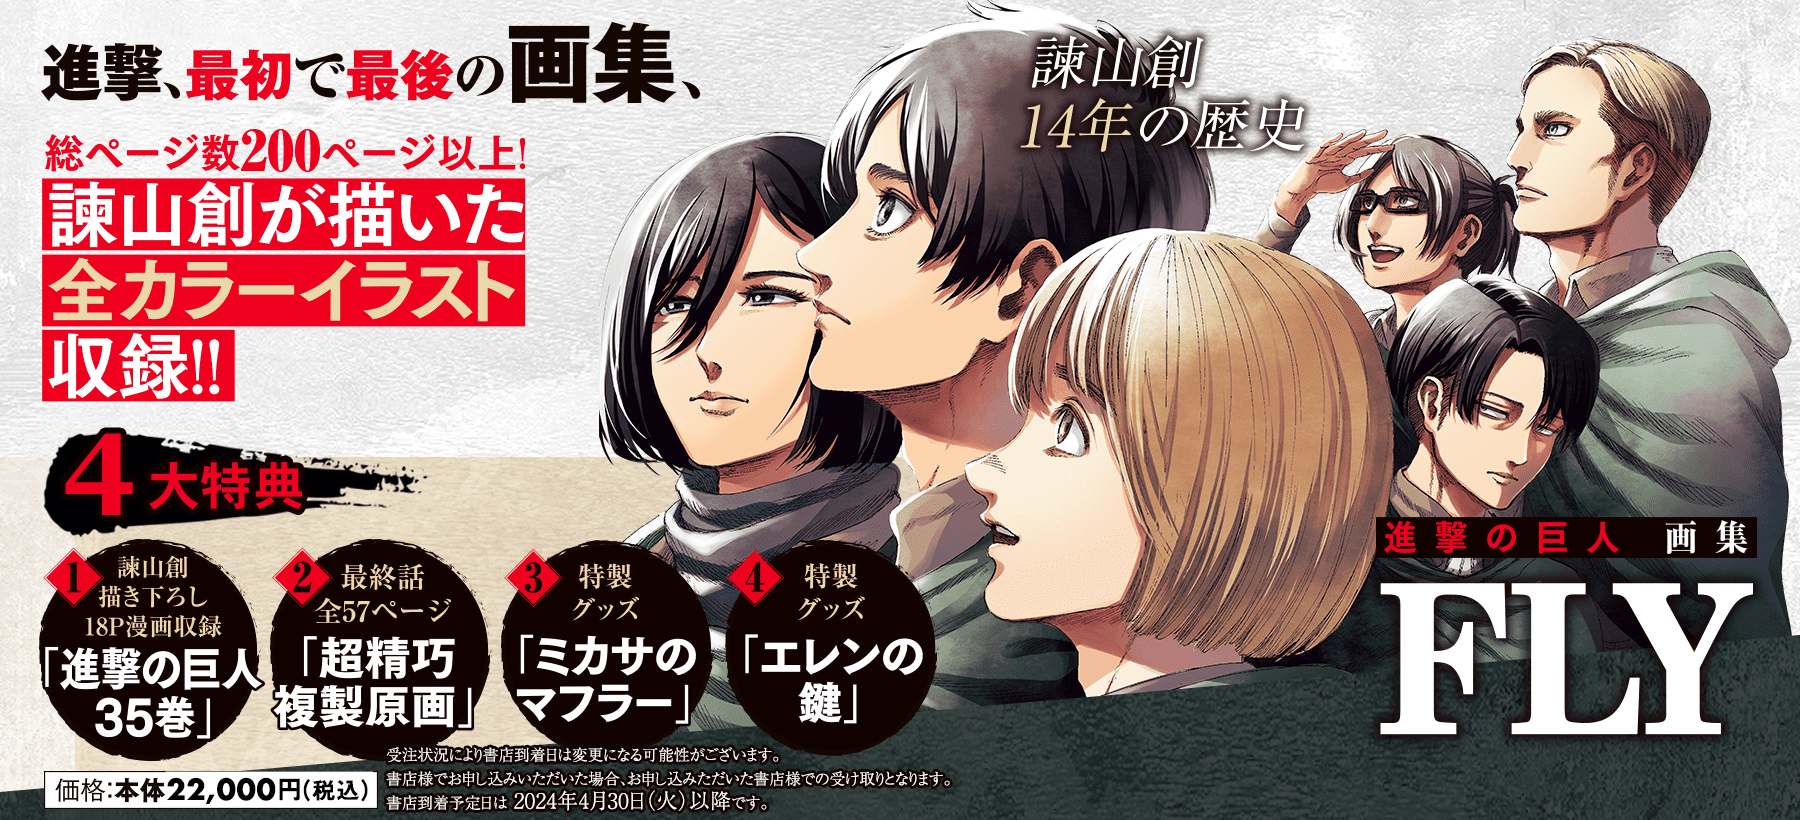 進撃、最初で最後の画集、
諫山創
14年の歴史
総ページ数200ページ以上!
諫山創が描いた
全カラーイラスト
収録!!
4大特典
1
諫山創
描き下ろし
18P漫画収録
「進撃の巨人
35巻」
2
最終話
全57ページ
「超精巧
複製原画」
3
特製
グッズ
「ミカサの
マフラー」
4
特製
グッズ
「エレンの
鍵」
進撃の巨人 画集
FLY
価格:本体22,000円(税込)
受注状況により書店到着日は変更になる可能性がございます。
書店様でお申し込みいただいた場合、お申し込みただいた書店様での受け取りとなります。
書店到着予定日は 2024年4月30日(火)以降です。